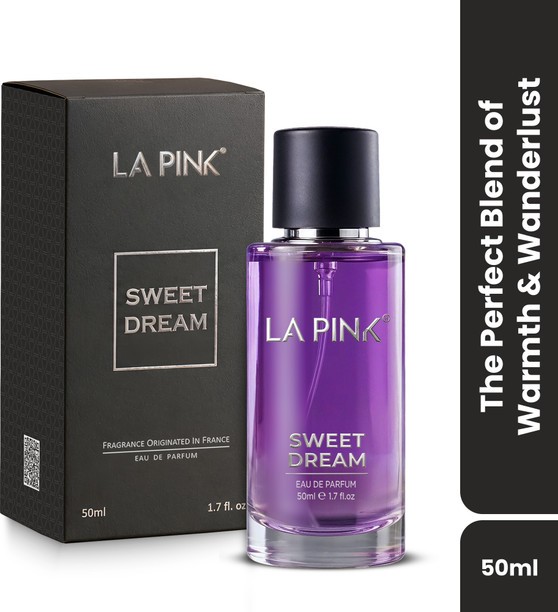 LA PINK®
SWEET
DREAM
FRAGRANCE ORIGINATED IN FRANCE
EAU DE PARFUM
50ml
1.7 fl. oz
LA PINK®
SWEET
DREAM
EAU DE PARFUM
50ml ℮ 1.7 fl.oz
The Perfect Blend of
Warmth & Wanderlust
50ml